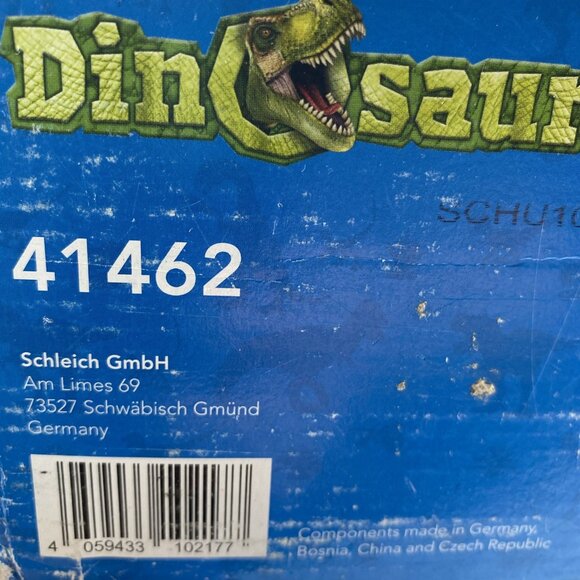 Dinosaur
SCHU10
41462
Schleich GmbH
Am Limes 69
73527 Schwäbisch Gmünd
Germany
4 059433 102177
Components made in Germany,
Bosnia, China and Czech Republic